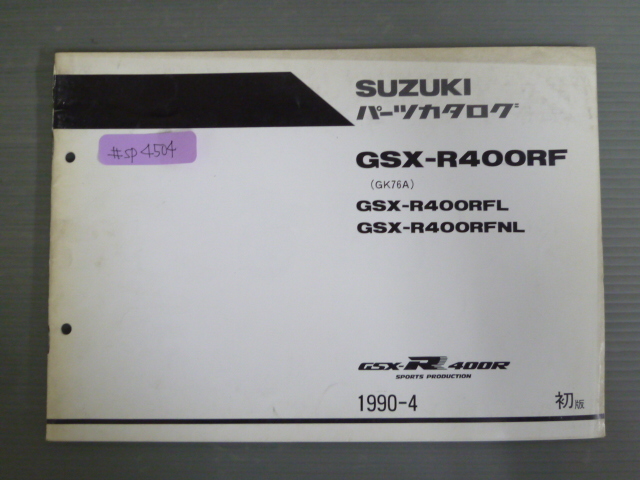 SUZUKI
パーツカタログ
#SP4504
GSX-R400RF
(GK76A)
GSX-R400RFL
GSX-R400RFNL
GSX-R 400R
SPORTS PRODUCTION
1990-4
初版